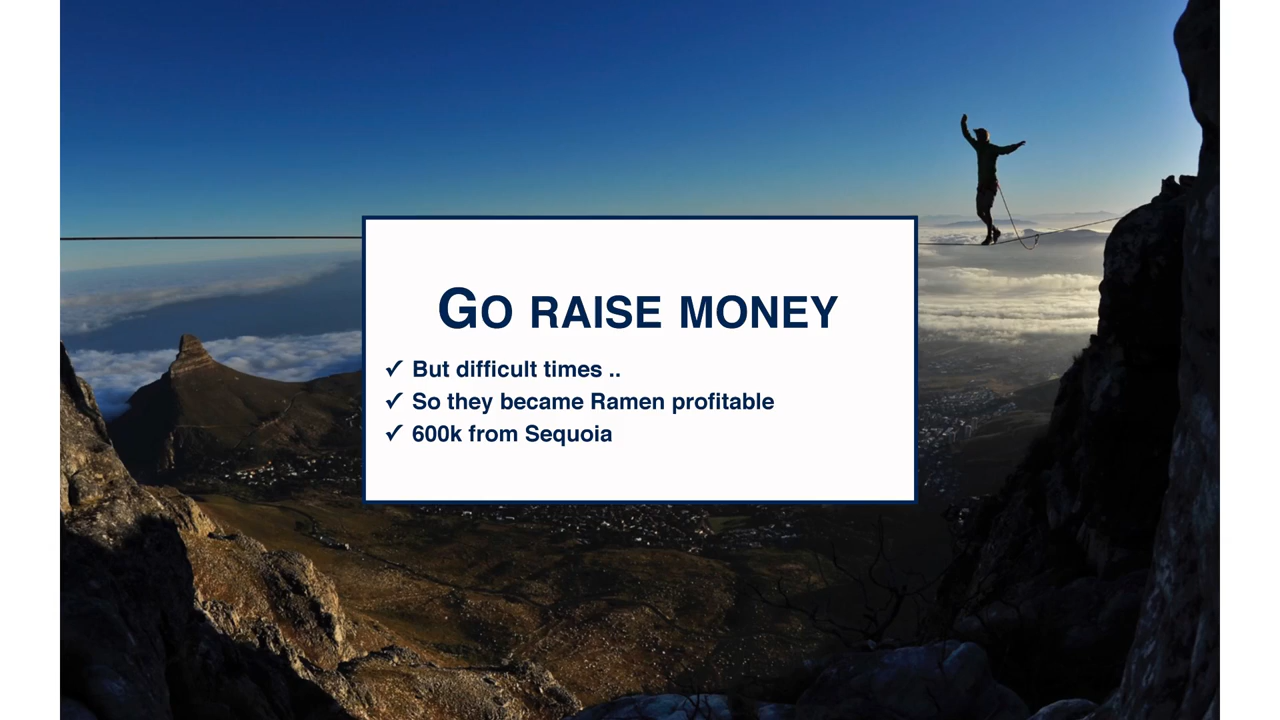 Go raise money
✓ But difficult times ..
✓ So they became Ramen profitable
✓ 600k from Sequoia